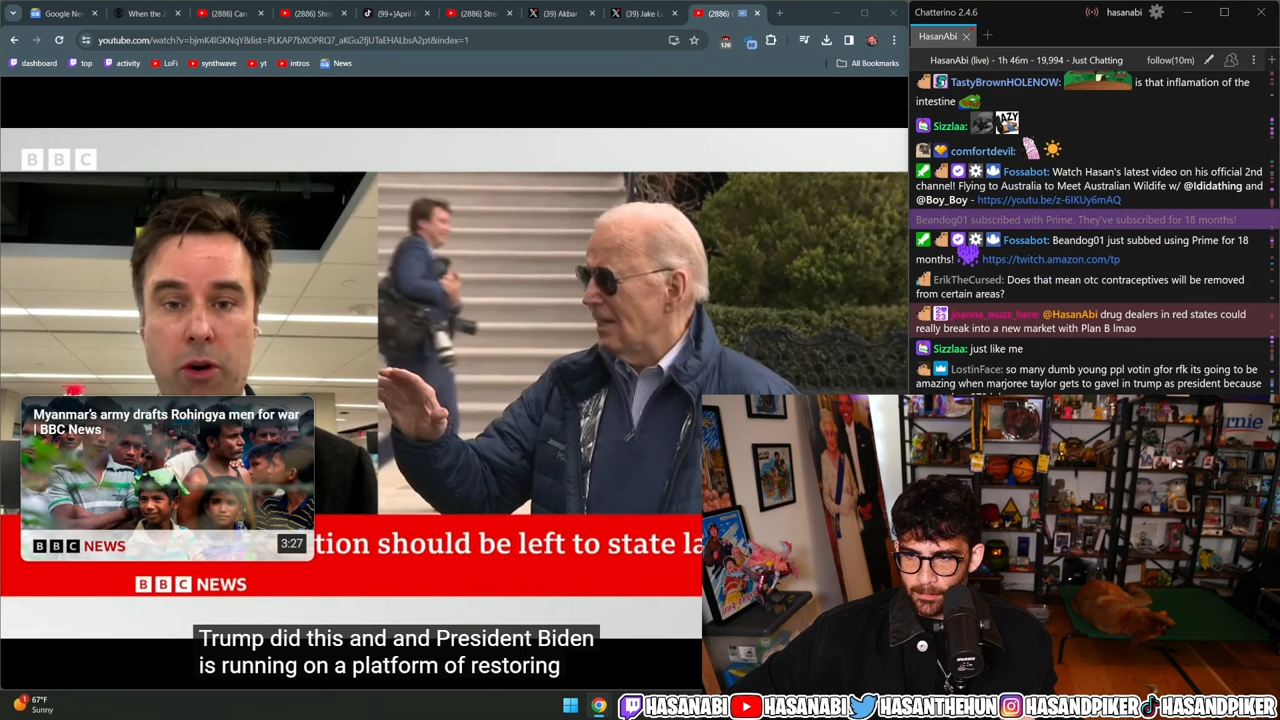 Google Ne
When the 2
(2886) Can
(2886) Sho
(99+)April
(2886) Stre
(39) Akbar
(39) Jake L
(2886)
youtube.com/watch?v=bjmK4lGKNqY&list=PLKAP7bXOPRQ7_aKGu2fjUTaEHALbsA2pt&index=1
120
dashboard
top
activity
LoFi
synthwave
yt
intros
News
All Bookmarks
BBC
Myanmar's army drafts Rohingya men for war
| BBC News
BBC NEWS
3:27
tion should be left to state la
BBC NEWS
Trump did this and and President Biden
is running on a platform of restoring
Chatterino 2.4.6
hasanabi
HasanAbi
HasanAbi (live) - 1h 46m - 19,994 - Just Chatting
follow(10m)
TastyBrownHOLENOW: is that inflamation of the
intestine
Sizzlaa:
comfortdevil:
Fossabot: Watch Hasan's latest video on his official 2nd
channel! Flying to Australia to Meet Australian Wildlife w/ @Ididathing and
@Boy_Boy - https://youtu.be/z-6IKUy6mAQ
Beandog01 subscribed with Prime. They've subscribed for 18 months!
Fossabot: Beandog01 just subbed using Prime for 18
months! https://twitch.amazon.com/tp
ErikTheCursed: Does that mean otc contraceptives will be removed
from certain areas?
joanna_wuzz_here: @HasanAbi drug dealers in red states could
really break into a new market with Plan B lmao
Sizzlaa: just like me
LostinFace: so many dumb young ppl votin gfor rfk its going to be
amazing when marjoree taylor gets to gavel in trump as president because
ernie
67°F
Sunny
HASANABI
HASANABI
HASANTHEHUN
HASANDPIKER
HASANDPIKER